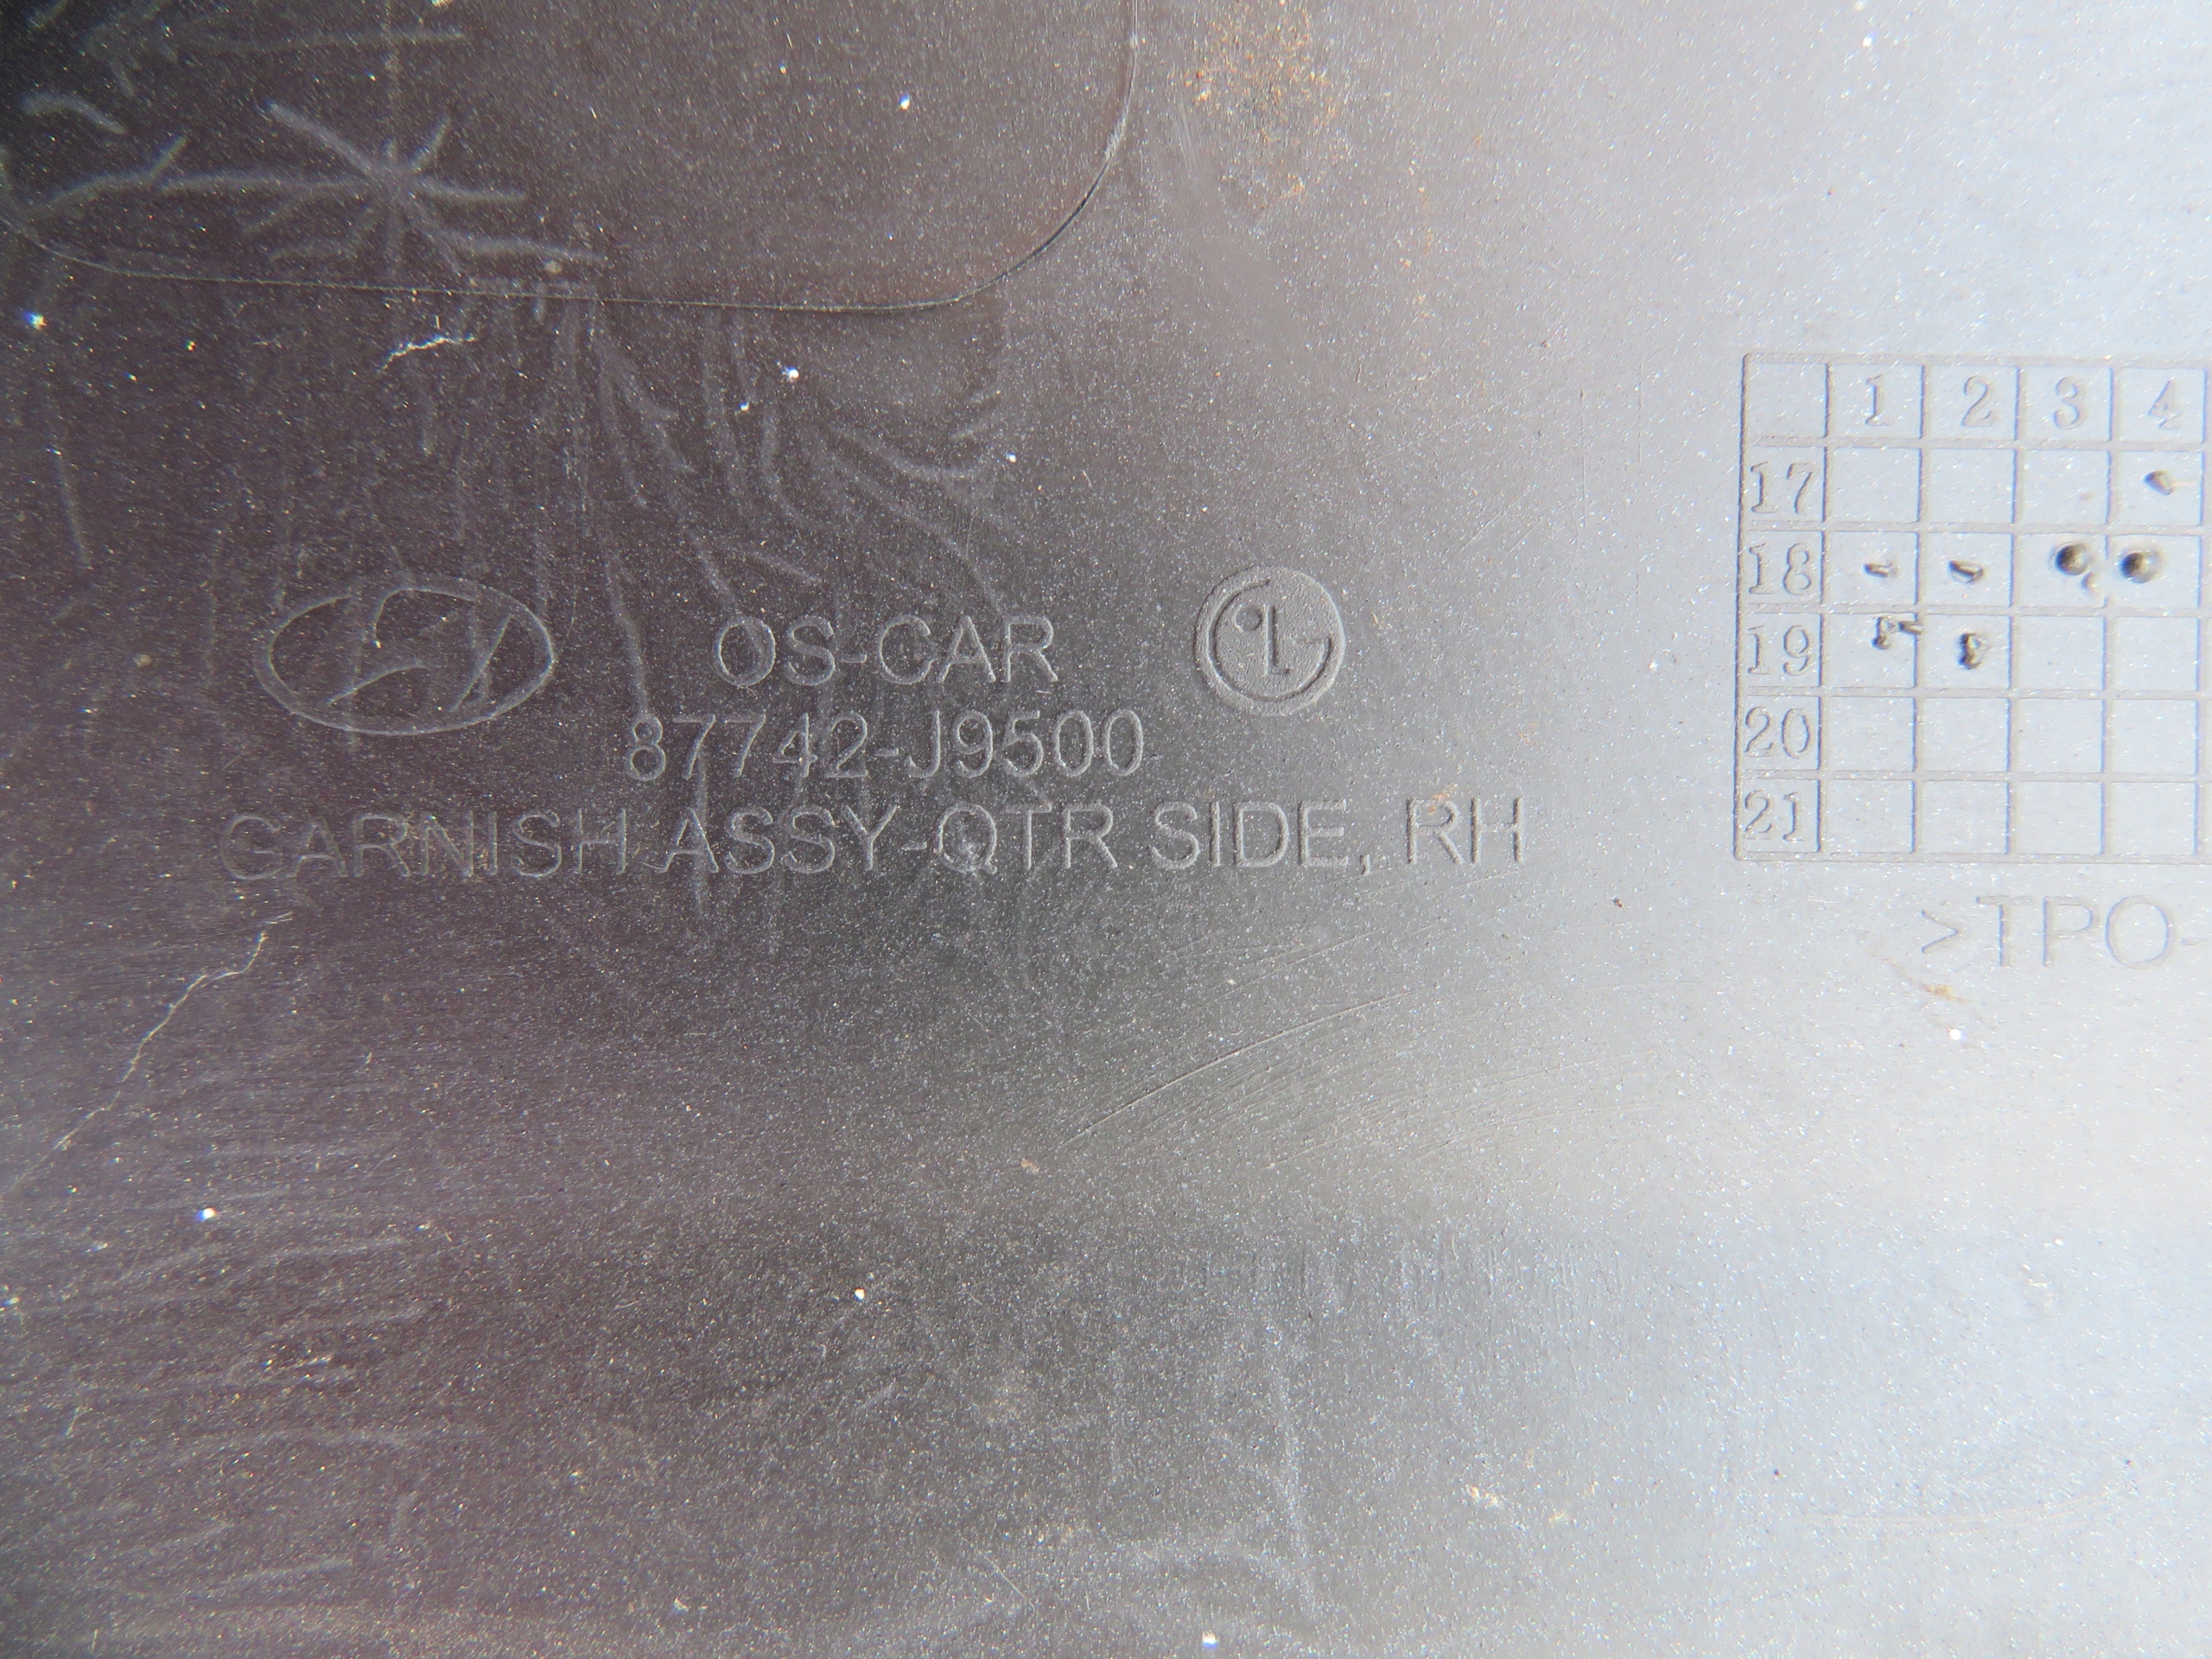 OS-CAR
87742-J9500
GARNISH ASSY-QTR SIDE, RH
1 2 3 4
17
18
19
20
21
>TPO-